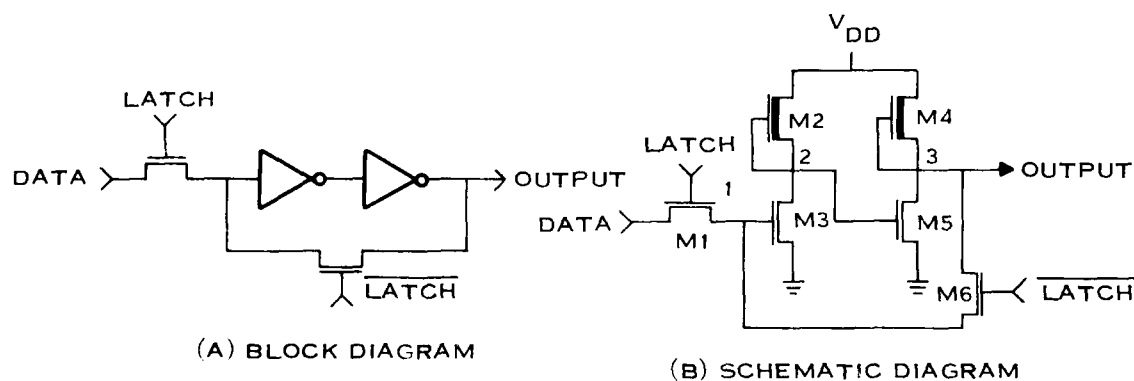 LATCH
DATA
OUTPUT
LATCH
(A) BLOCK DIAGRAM
VDD
M2
M4
LATCH
2
3
1
OUTPUT
DATA
M1
M3
M5
M6
LATCH
(B) SCHEMATIC DIAGRAM